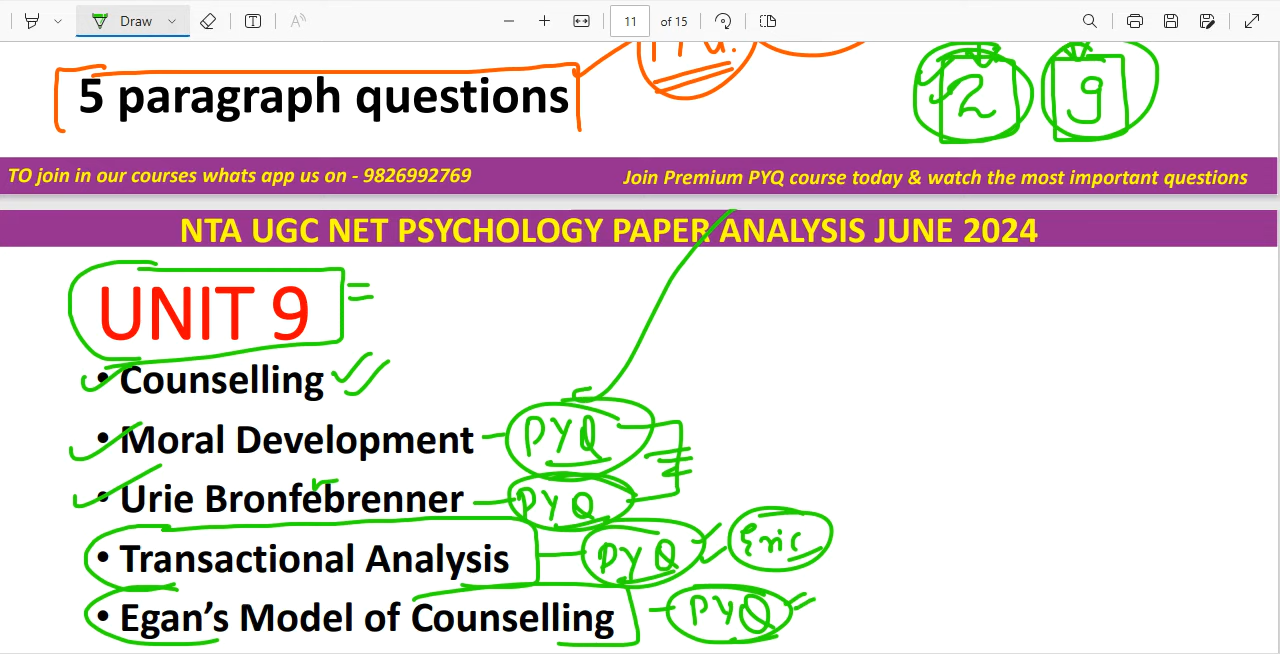 Draw 11 of 15 A
PYQ.
5 paragraph questions 2 9
TO join in our courses whats app us on - 9826992769 Join Premium PYQ course today & watch the most important questions
NTA UGC NET PSYCHOLOGY PAPER ANALYSIS JUNE 2024
UNIT 9 =
• Counselling
• Moral Development - PYQ
• Urie Bronfebrenner r - PYQ
• Transactional Analysis - PYQ Eric
• Egan's Model of Counselling - PYQ